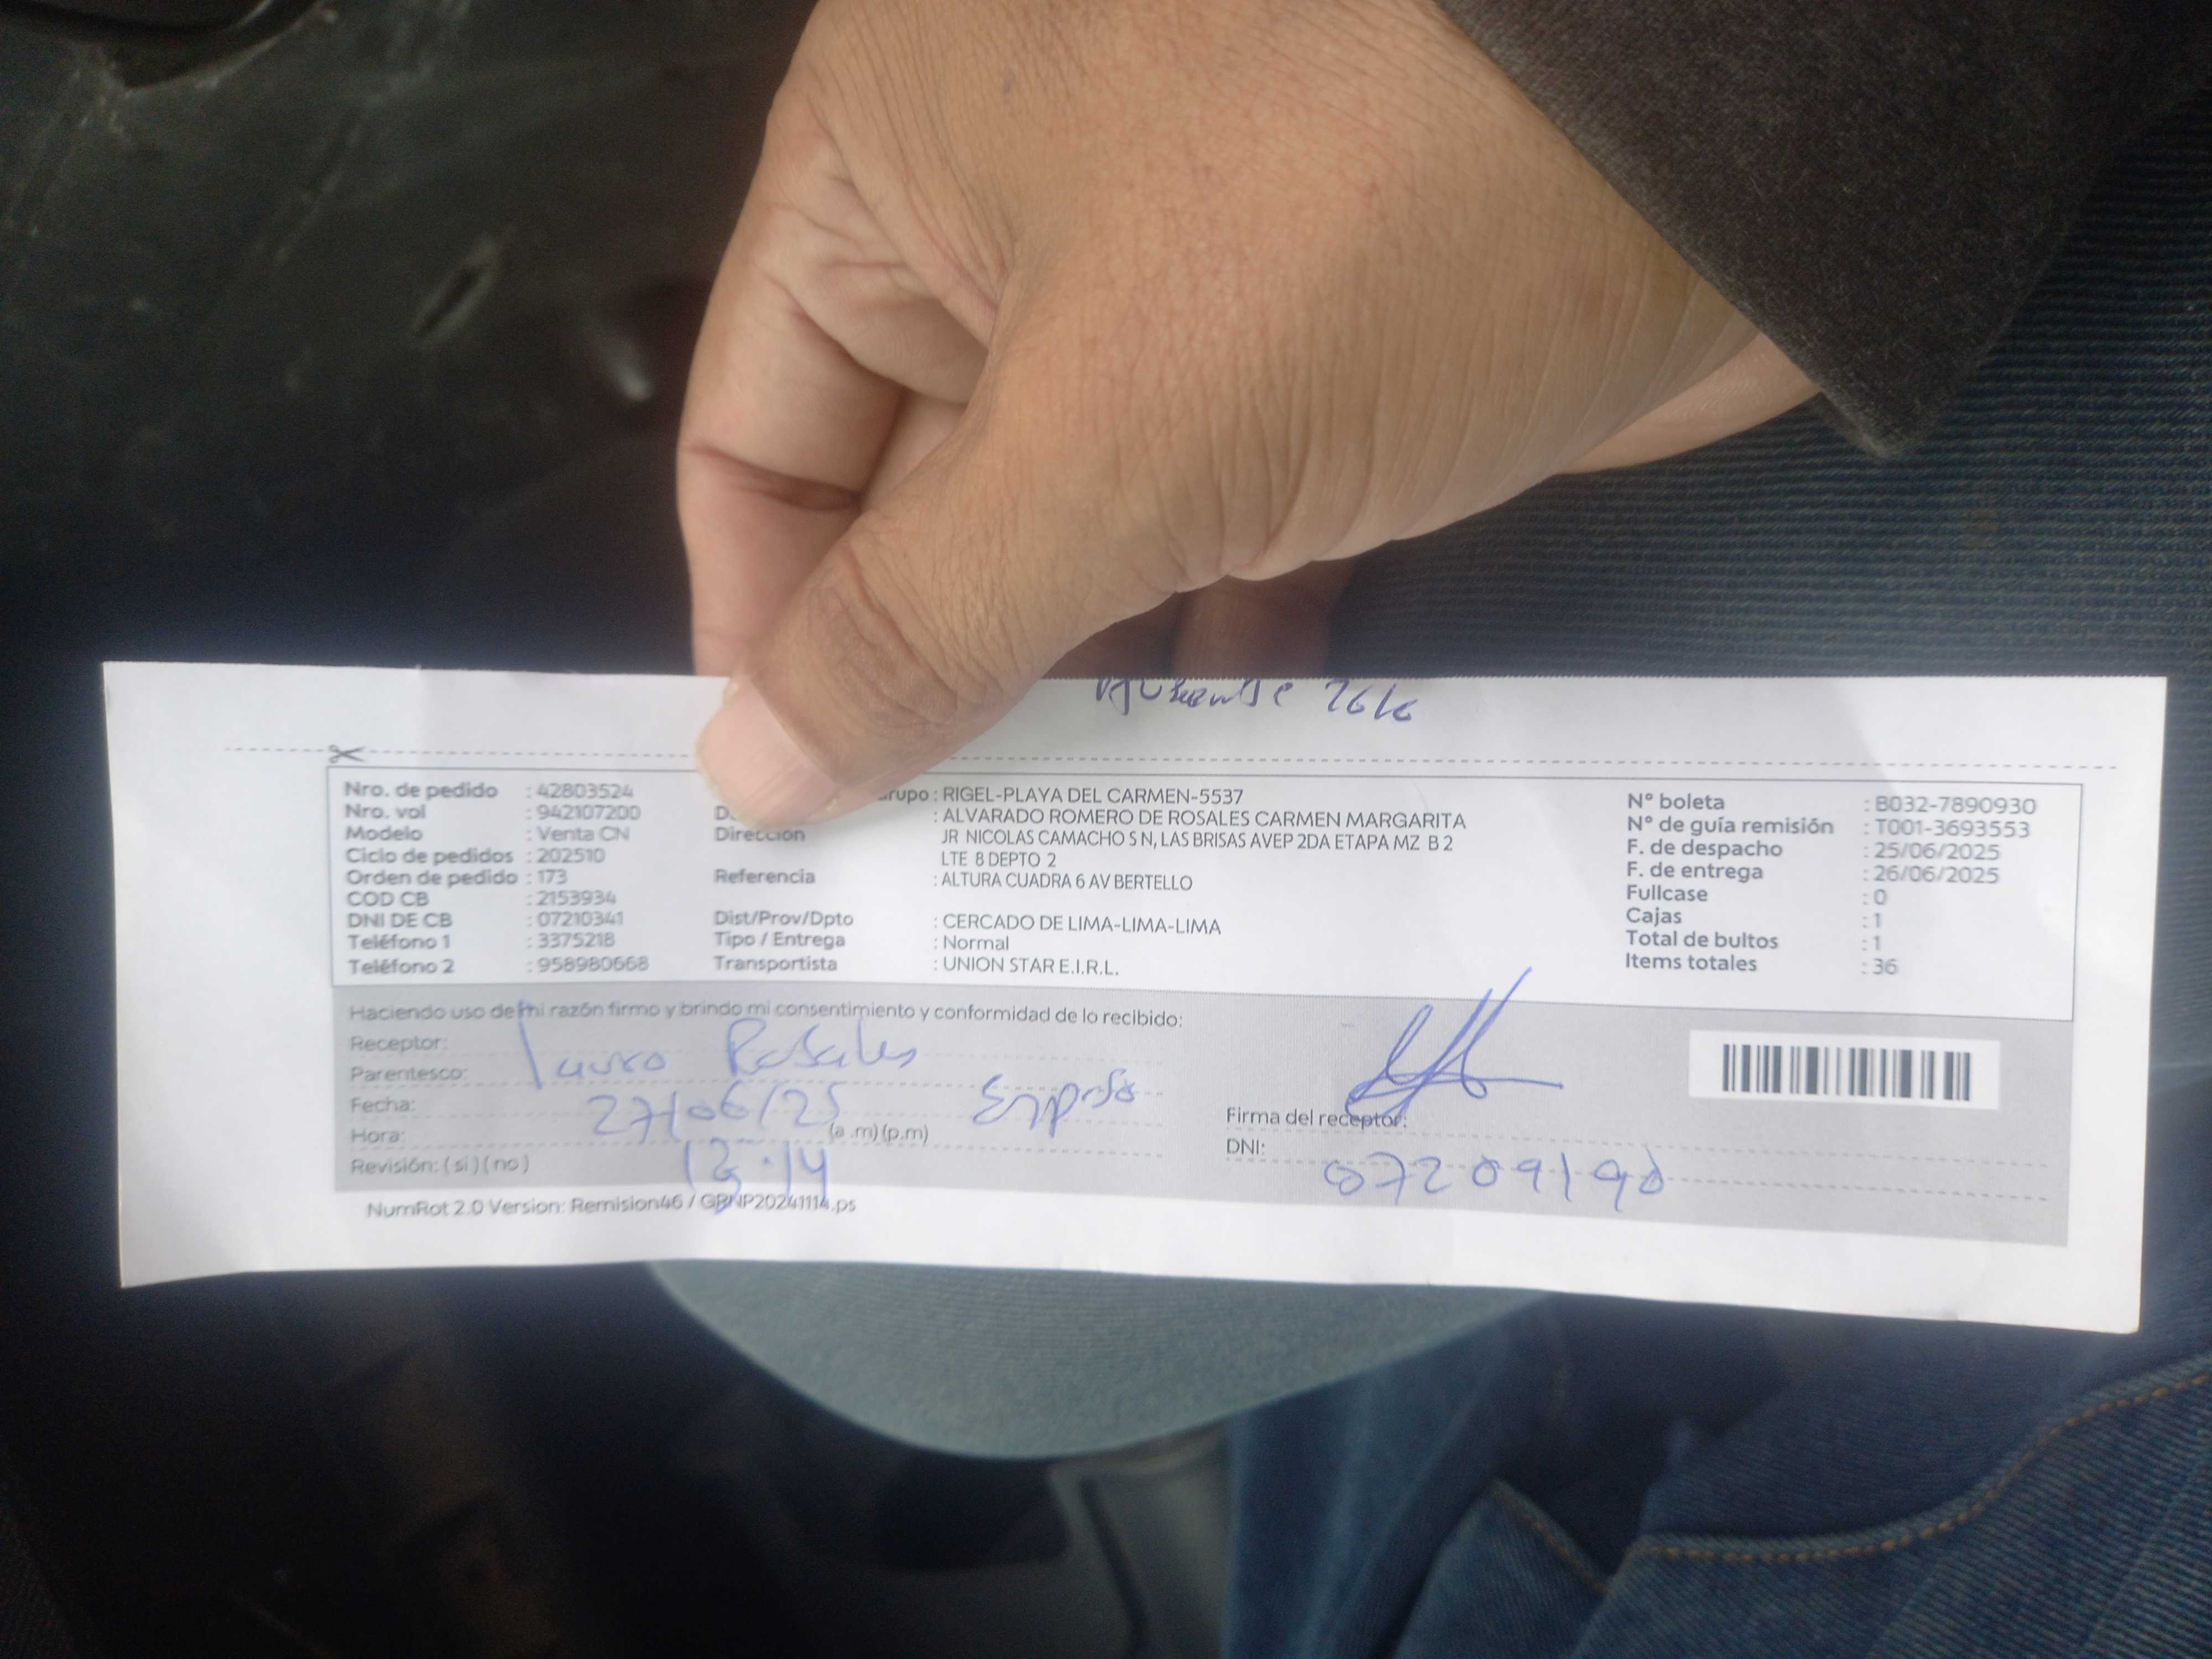 26/6
Nro. de pedido : 42803524
Nro. vol : 942107200
Modelo : Venta CN
Ciclo de pedidos : 202510
Orden de pedido : 173
COD CB : 2153934
DNI DE CB : 07210341
Teléfono 1 : 3375218
Teléfono 2 : 958980668
rupo : RIGEL-PLAYA DEL CARMEN-5537
: ALVARADO ROMERO DE ROSALES CARMEN MARGARITA
Dirección JR NICOLAS CAMACHO S N, LAS BRISAS AVEP 2DA ETAPA MZ B 2
LTE 8 DEPTO 2
Referencia : ALTURA CUADRA 6 AV BERTELLO
Dist/Prov/Dpto : CERCADO DE LIMA-LIMA-LIMA
Tipo / Entrega : Normal
Transportista : UNION STAR E.I.R.L.
N° boleta : B032-7890930
N° de guía remisión : T001-3693553
F. de despacho : 25/06/2025
F. de entrega : 26/06/2025
Fullcase : 0
Cajas : 1
Total de bultos : 1
Items totales : 36
Haciendo uso de mi razón firmo y brindo mi consentimiento y conformidad de lo recibido:
Receptor: Rosales
Parentesco:
Fecha: 27/06/25
Hora: (a .m) (p.m)
Revisión: ( si ) ( no )
Firma del receptor:
DNI: 07209190
NumRot 2.0 Version: Remision46 / GRNP20241114.ps